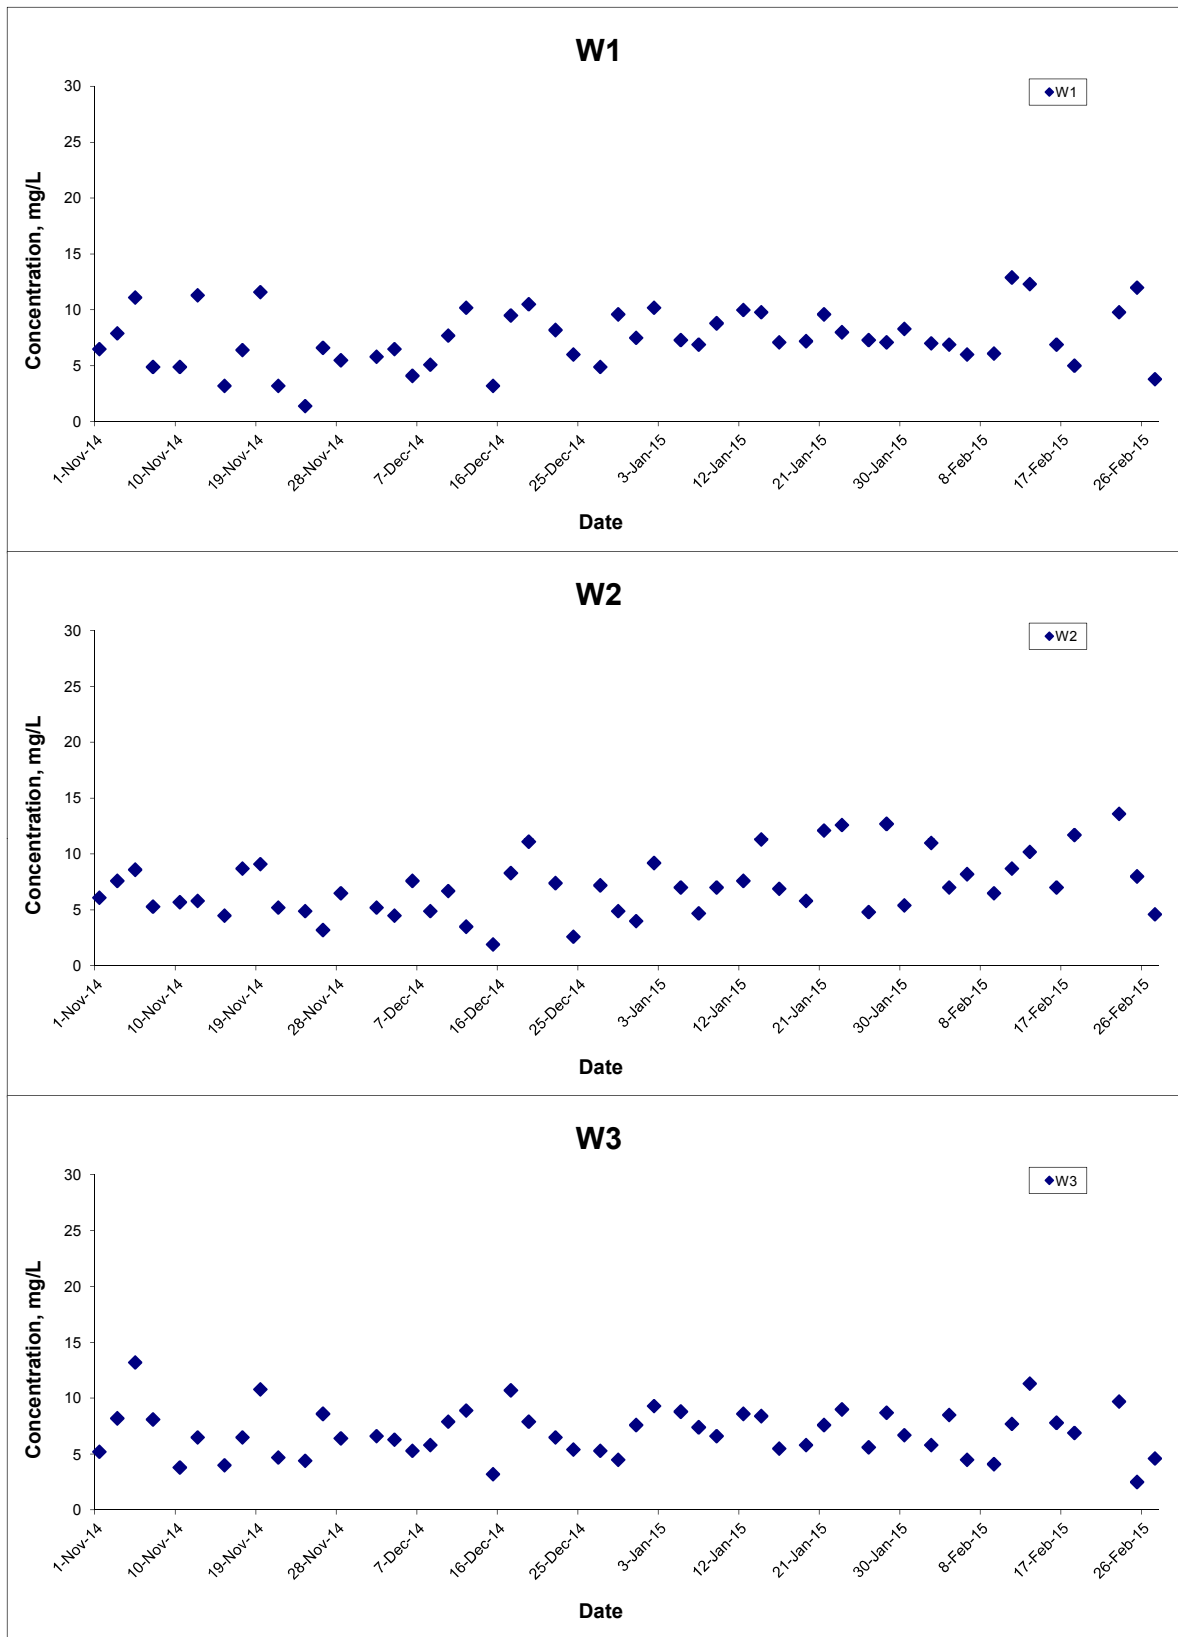 W1
W1
30
25
20
15
10
5
0
Concentration, mg/L
1-Nov-14
10-Nov-14
19-Nov-14
28-Nov-14
7-Dec-14
16-Dec-14
25-Dec-14
3-Jan-15
12-Jan-15
21-Jan-15
30-Jan-15
8-Feb-15
17-Feb-15
26-Feb-15
Date
W2
W2
30
25
20
15
10
5
0
Concentration, mg/L
1-Nov-14
10-Nov-14
19-Nov-14
28-Nov-14
7-Dec-14
16-Dec-14
25-Dec-14
3-Jan-15
12-Jan-15
21-Jan-15
30-Jan-15
8-Feb-15
17-Feb-15
26-Feb-15
Date
W3
W3
30
25
20
15
10
5
0
Concentration, mg/L
1-Nov-14
10-Nov-14
19-Nov-14
28-Nov-14
7-Dec-14
16-Dec-14
25-Dec-14
3-Jan-15
12-Jan-15
21-Jan-15
30-Jan-15
8-Feb-15
17-Feb-15
26-Feb-15
Date